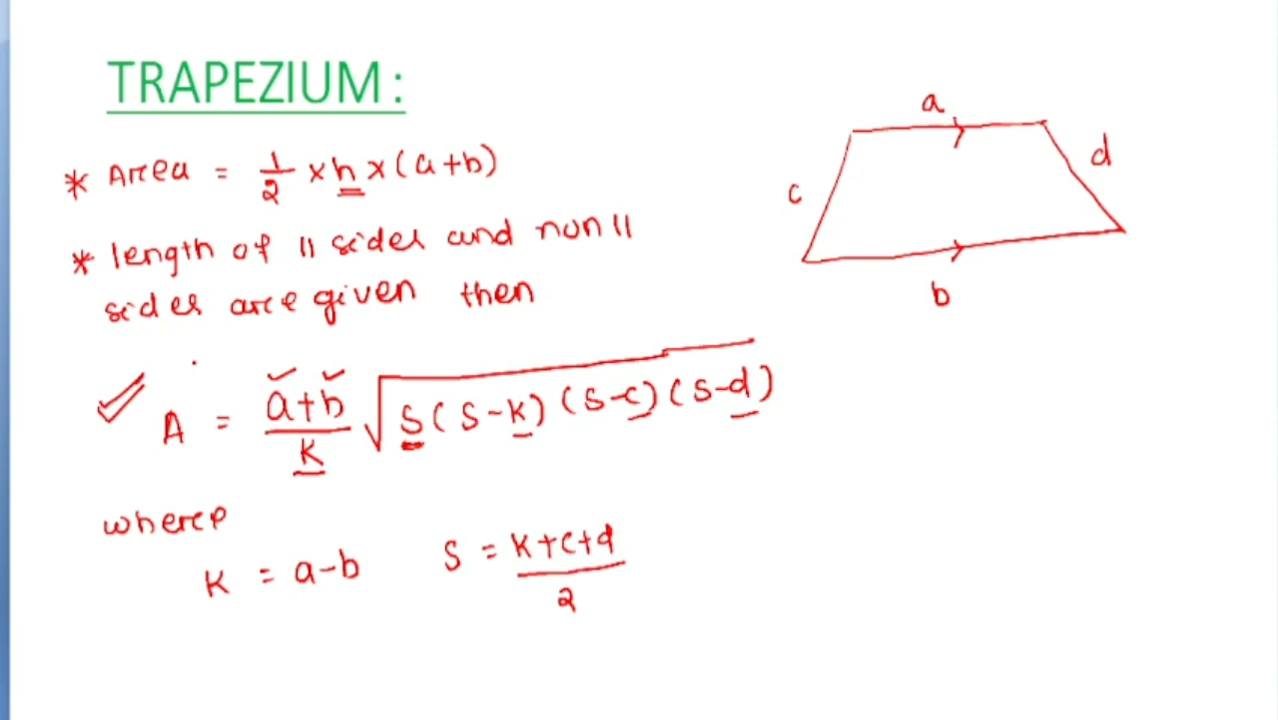 TRAPEZIUM:
* Area = 1/2 × h × (a+b)
* length of || sides and non ||
sides are given then
A = (a+b)/k √(s(s-k)(s-c)(s-d))
where
K = a-b    S = (k+c+d)/2
a
d
c
b